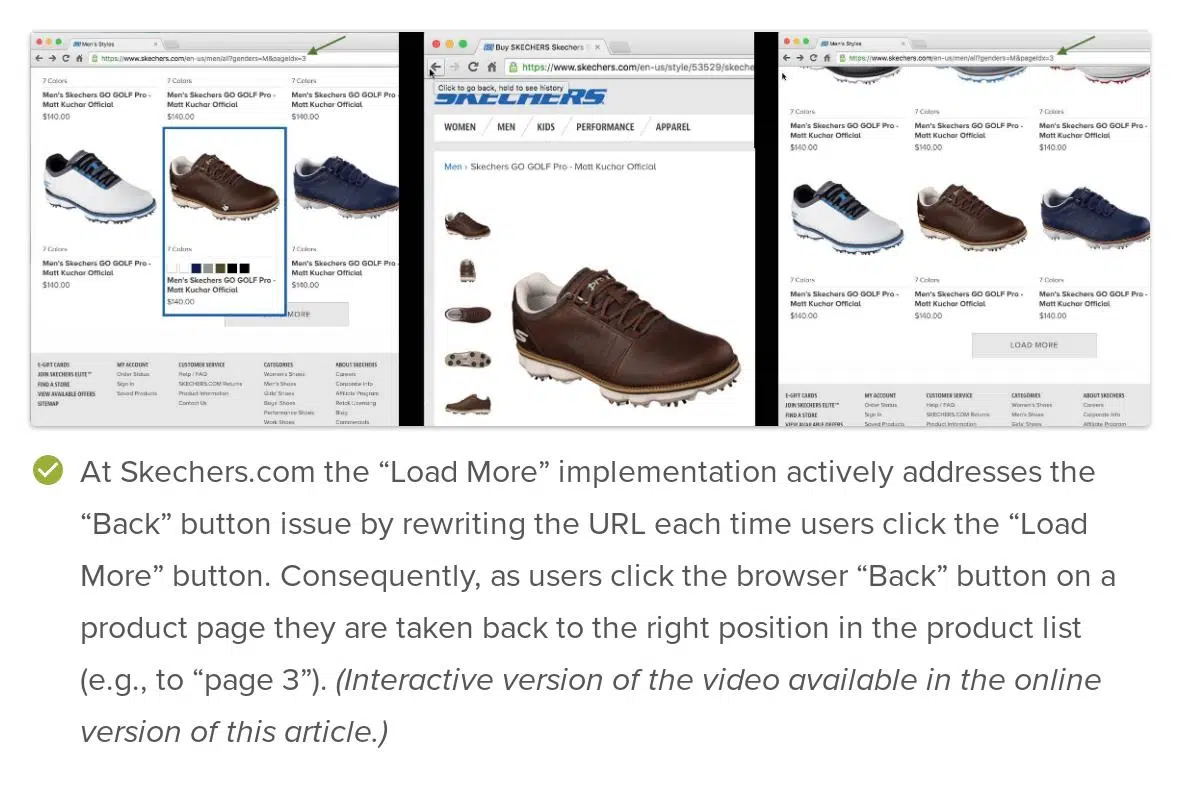 Men's Styles
https://www.skechers.com/en-us/men/all?genders=M&pageIdx=3
7 Colors
7 Colors
Men's Skechers GO GOLF Pro -
Matt Kuchar Official
$140.00
Men's Skechers GO GOLF Pro -
Matt Kuchar Official
$140.00
Men's Skechers GO GOLF Pro -
Matt Kuchar Official
$140.00
7 Colors
Men's Skechers GO GOLF Pro -
Matt Kuchar Official
$140.00
7 Colors
Men's Skechers GO GOLF Pro -
Matt Kuchar Official
$140.00
7 Colors
Men's Skechers GO GOLF Pro -
Matt Kuchar Official
$140.00
MORE
E-GIFT CARDS
JOIN SKECHERS ELITE™
FIND A STORE
VIEW AVAILABLE OFFERS
SITEMAP
MY ACCOUNT
Order Status
Sign In
Saved Products
CUSTOMER SERVICE
Help / FAQ
SKECHERS.COM Returns
Product Information
Contact Us
CATEGORIES
Women's Shoes
Men's Shoes
Girls' Shoes
Boys' Shoes
Performance Shoes
Work Shoes
ABOUT SKECHERS
Careers
Corporate Info
Affiliate Program
Retail Licensing
Blog
Commercials
Buy SKECHERS Skechers
https://www.skechers.com/en-us/style/53529/skeche
Click to go back, hold to see history
SKECHERS
WOMEN
MEN
KIDS
PERFORMANCE
APPAREL
Men › Skechers GO GOLF Pro - Matt Kuchar Official
Men's Styles
https://www.skechers.com/en-us/men/all?genders=M&pageIdx=3
7 Colors
Men's Skechers GO GOLF Pro -
Matt Kuchar Official
$140.00
7 Colors
Men's Skechers GO GOLF Pro -
Matt Kuchar Official
$140.00
7 Colors
Men's Skechers GO GOLF Pro -
Matt Kuchar Official
$140.00
7 Colors
Men's Skechers GO GOLF Pro -
Matt Kuchar Official
$140.00
7 Colors
Men's Skechers GO GOLF Pro -
Matt Kuchar Official
$140.00
7 Colors
Men's Skechers GO GOLF Pro -
Matt Kuchar Official
$140.00
LOAD MORE
E-GIFT CARDS
JOIN SKECHERS ELITE™
FIND A STORE
VIEW AVAILABLE OFFERS
MY ACCOUNT
Order Status
Sign In
Saved Products
CUSTOMER SERVICE
Help / FAQ
SKECHERS.COM Returns
Product Information
CATEGORIES
Women's Shoes
Men's Shoes
Girls' Shoes
ABOUT SKECHERS
Careers
Corporate Info
Affiliate Program
At Skechers.com the “Load More” implementation actively addresses the
“Back” button issue by rewriting the URL each time users click the “Load
More” button. Consequently, as users click the browser “Back” button on a
product page they are taken back to the right position in the product list
(e.g., to “page 3”). (Interactive version of the video available in the online
version of this article.)